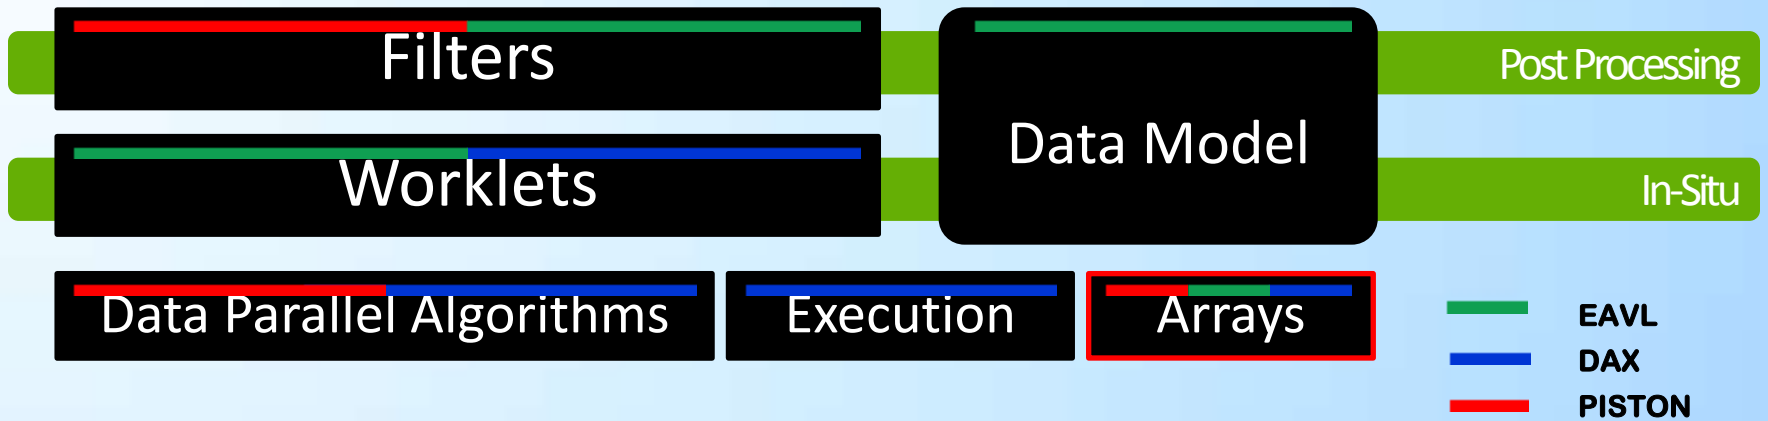 Filters
Post Processing
Data Model
Worklets
In-Situ
Data Parallel Algorithms
Execution
Arrays
EAVL
DAX
PISTON